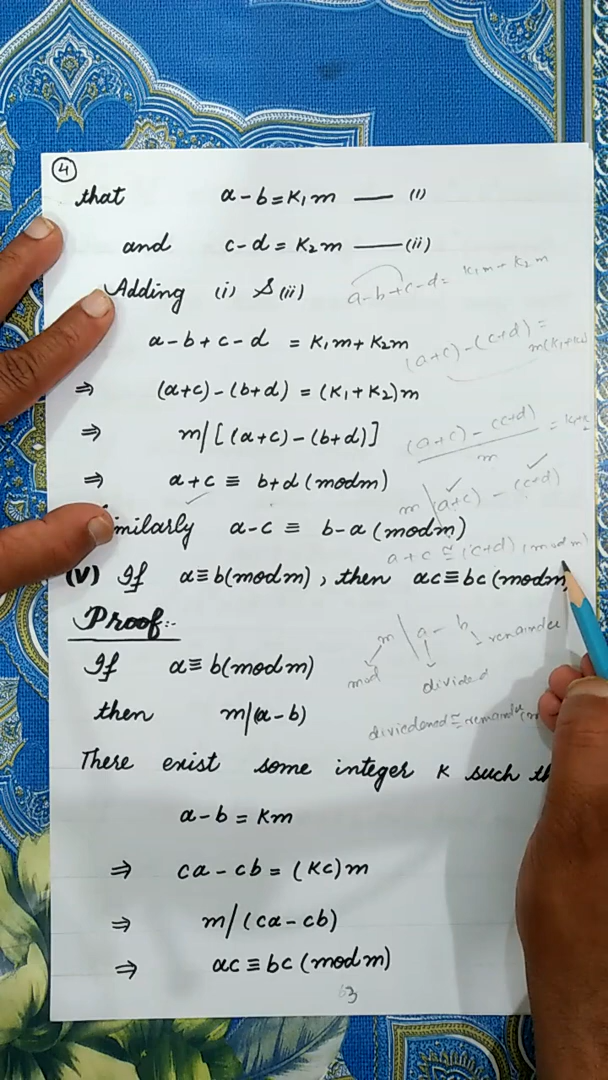 4
that a-b=K₁m —— (i)
and c-d=K₂m ——(ii)
Adding (i) & (ii)
a-b+c-d= K₁m+K₂m
a-b+c-d = K₁m+K₂m
(a+c)-(c+d)=
m(K₁+K₂)
⇒ (a+c)-(b+d) = (K₁+K₂)m
⇒ m/[(a+c)-(b+d)]
(a+c)-(c+d)
m
⇒ a+c ≡ b+d (modm)
m | (a+c) - (c+d)
milarly a-c ≡ b-a (modm)
a+c ≅ (c+d) (mod m)
(V) If a≡b(modm), then ac≡bc(modm
Proof:-
m | a - b - remainder
If a≡b(modm)
mod divided
then m/(a-b)
dividened ≅ remainder
There exist some integer K such th
a-b=Km
⇒ ca-cb=(Kc)m
⇒ m/(ca-cb)
⇒ ac≡bc(modm)